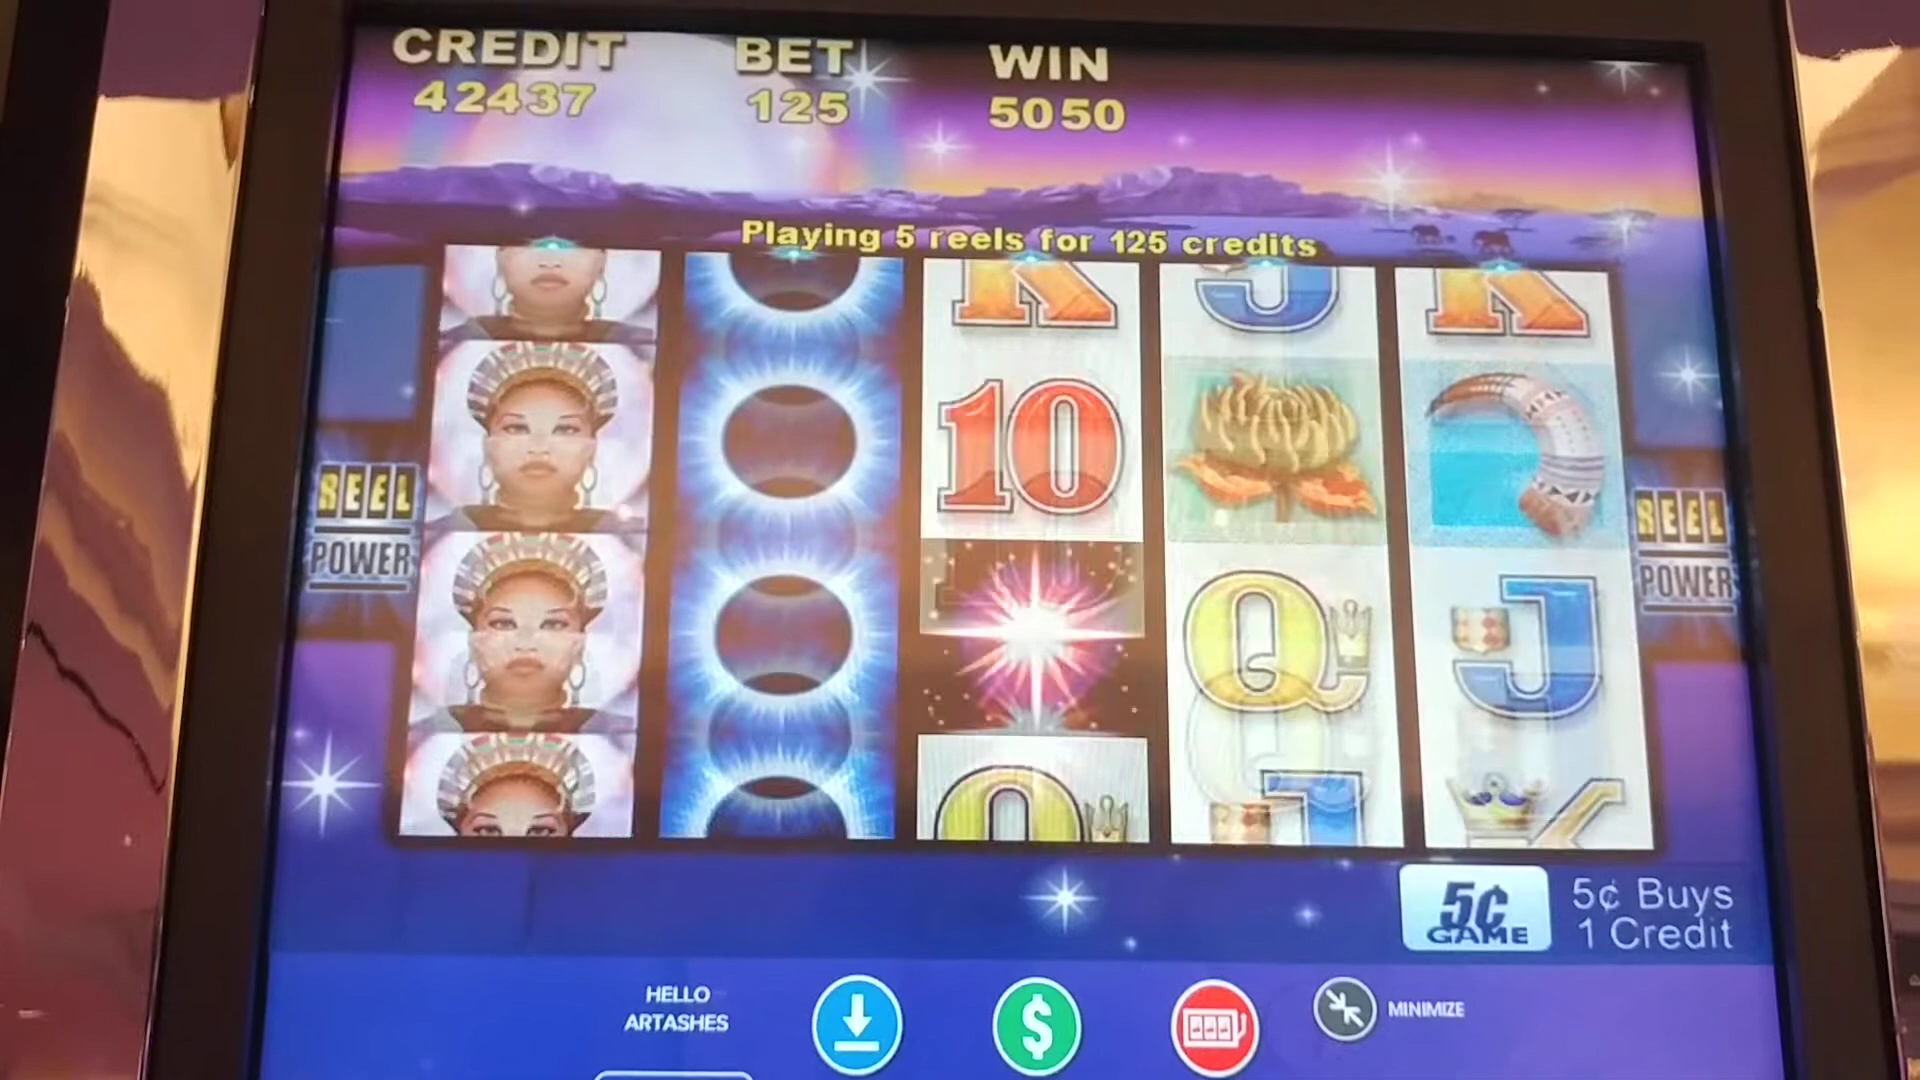 CREDIT BET WIN
42437 125 5050
Playing 5 reels for 125 credits
K J K
10
REEL
POWER
REEL
POWER
Q J
Q J K
5¢
GAME
5¢ Buys
1 Credit
HELLO
ARTASHES
$
MINIMIZE